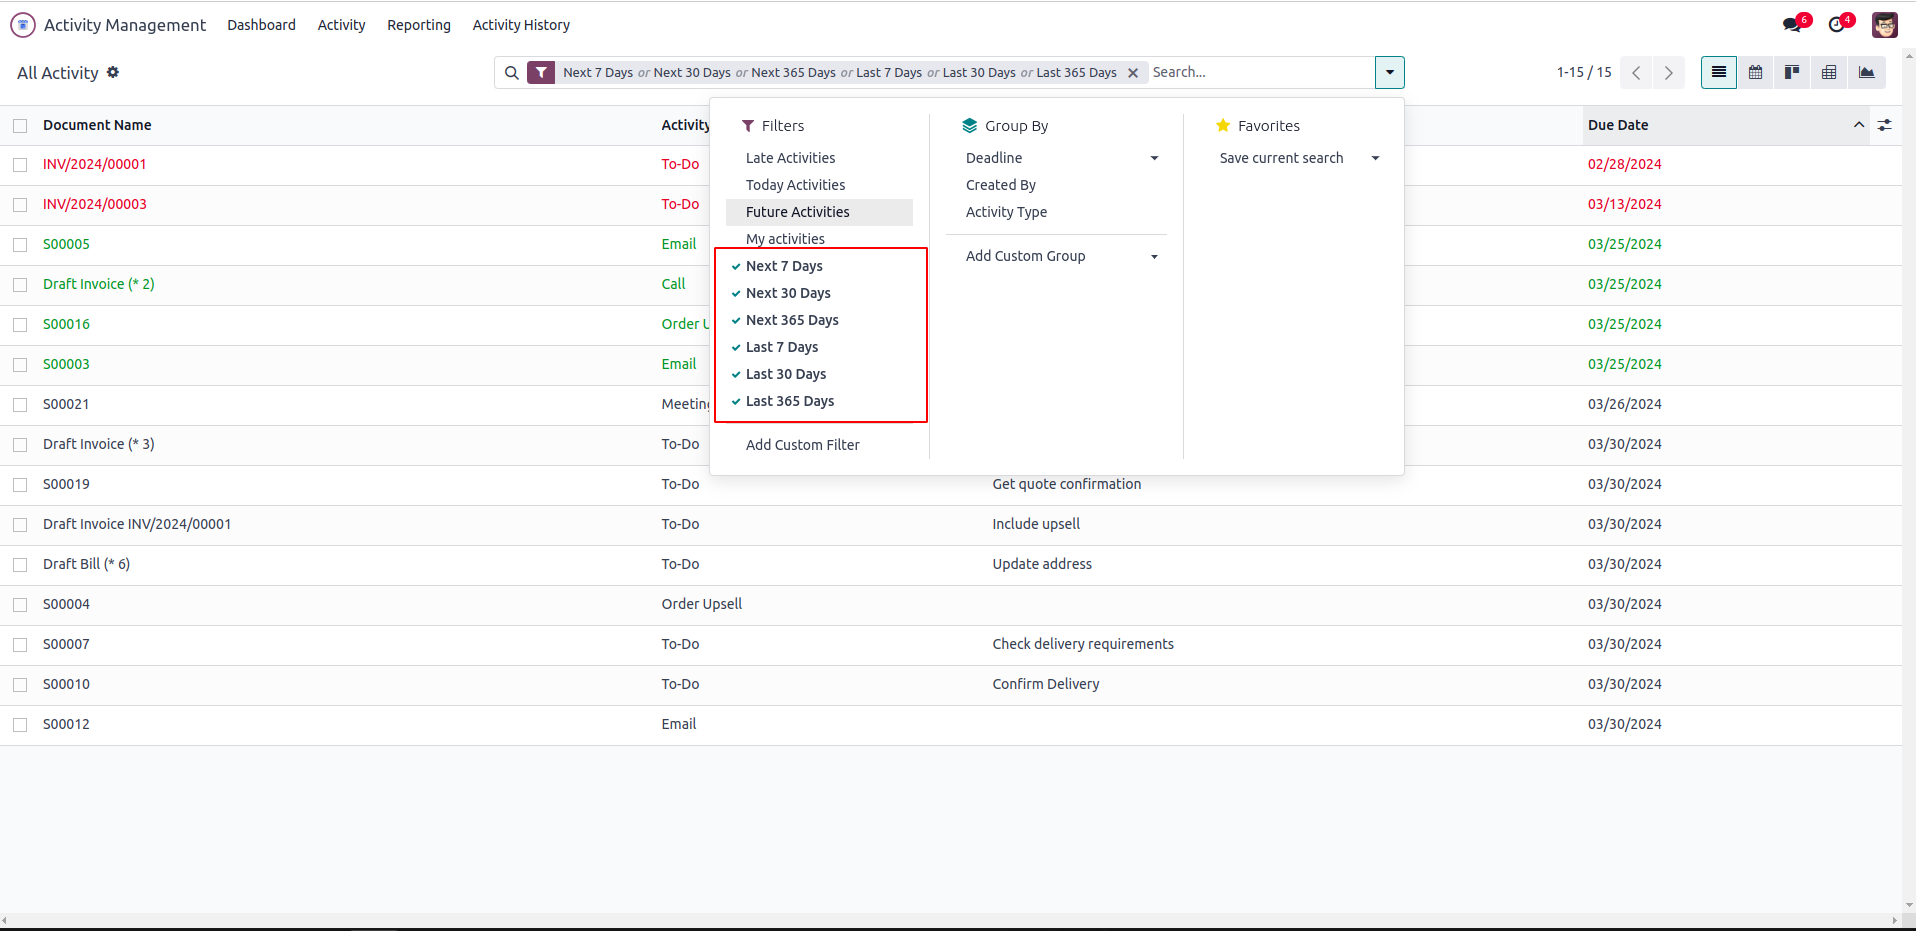 Activity Management Dashboard Activity Reporting Activity History 6 4
All Activity Next 7 Days or Next 30 Days or Next 365 Days or Last 7 Days or Last 30 Days or Last 365 Days Search... 1-15 / 15
Document Name Activity Due Date
Filters
Late Activities
Today Activities
Future Activities
My activities
Next 7 Days
Next 30 Days
Next 365 Days
Last 7 Days
Last 30 Days
Last 365 Days
Add Custom Filter
Group By
Deadline
Created By
Activity Type
Add Custom Group
Favorites
Save current search
INV/2024/00001 To-Do 02/28/2024
INV/2024/00003 To-Do 03/13/2024
S00005 Email 03/25/2024
Draft Invoice (* 2) Call 03/25/2024
S00016 Order 03/25/2024
S00003 Email 03/25/2024
S00021 Meeting 03/26/2024
Draft Invoice (* 3) To-Do 03/30/2024
S00019 To-Do Get quote confirmation 03/30/2024
Draft Invoice INV/2024/00001 To-Do Include upsell 03/30/2024
Draft Bill (* 6) To-Do Update address 03/30/2024
S00004 Order Upsell 03/30/2024
S00007 To-Do Check delivery requirements 03/30/2024
S00010 To-Do Confirm Delivery 03/30/2024
S00012 Email 03/30/2024